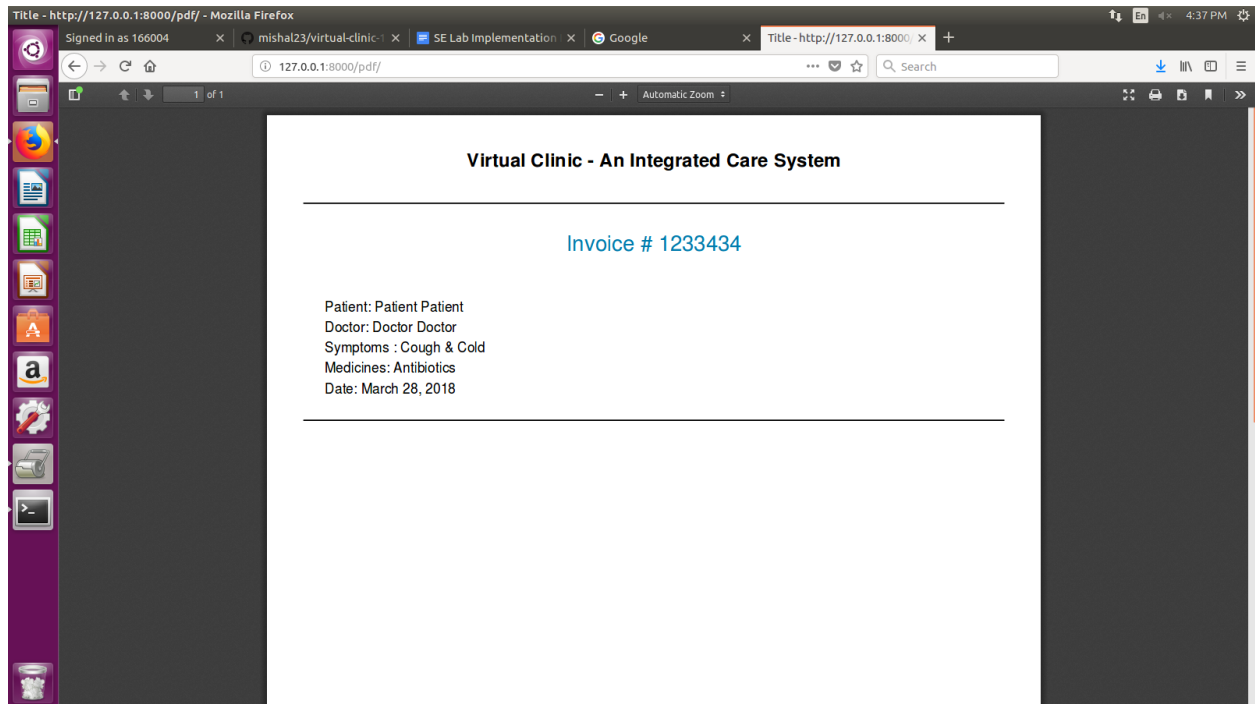 Title - http://127.0.0.1:8000/pdf/ - Mozilla Firefox
En 4:37 PM
Signed in as 166004
mishal23/virtual-clinic-1
SE Lab Implementation
Google
Title - http://127.0.0.1:8000/
127.0.0.1:8000/pdf/
Search
1 of 1
Automatic Zoom
Virtual Clinic - An Integrated Care System
Invoice # 1233434
Patient: Patient Patient
Doctor: Doctor Doctor
Symptoms : Cough & Cold
Medicines: Antibiotics
Date: March 28, 2018